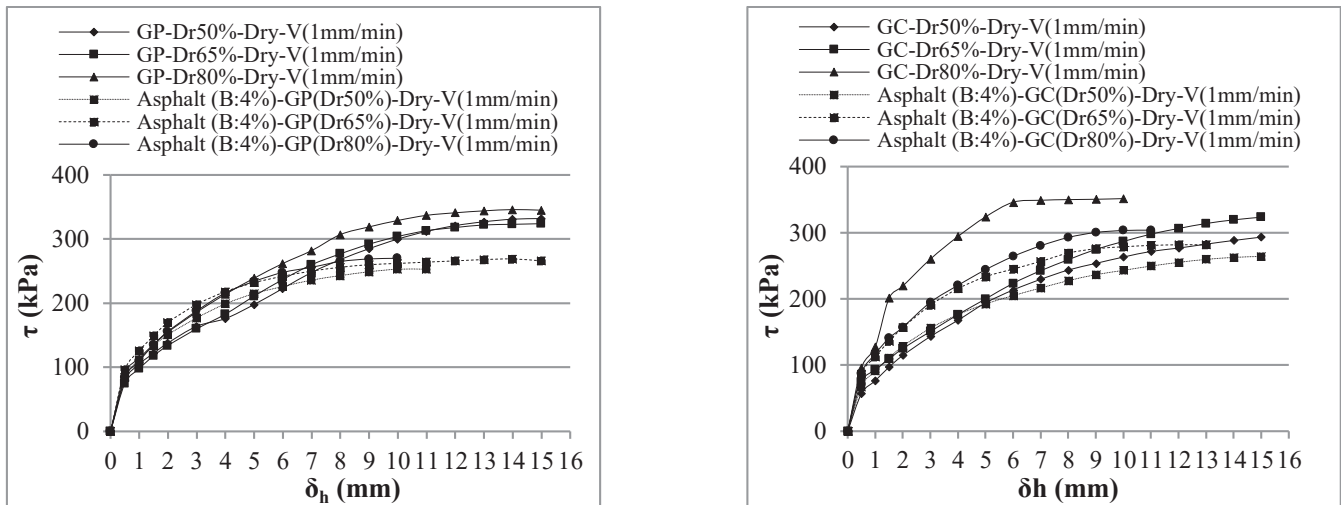 GP-Dr50%-Dry-V(1mm/min)
GP-Dr65%-Dry-V(1mm/min)
GP-Dr80%-Dry-V(1mm/min)
Asphalt (B:4%)-GP(Dr50%)-Dry-V(1mm/min)
Asphalt (B:4%)-GP(Dr65%)-Dry-V(1mm/min)
Asphalt (B:4%)-GP(Dr80%)-Dry-V(1mm/min)
400
300
200
100
0
τ (kPa)
0 1 2 3 4 5 6 7 8 9 10 11 12 13 14 15 16
δh (mm)
GC-Dr50%-Dry-V(1mm/min)
GC-Dr65%-Dry-V(1mm/min)
GC-Dr80%-Dry-V(1mm/min)
Asphalt (B:4%)-GC(Dr50%)-Dry-V(1mm/min)
Asphalt (B:4%)-GC(Dr65%)-Dry-V(1mm/min)
Asphalt (B:4%)-GC(Dr80%)-Dry-V(1mm/min)
400
300
200
100
0
τ (kPa)
0 1 2 3 4 5 6 7 8 9 10 11 12 13 14 15 16
δh (mm)